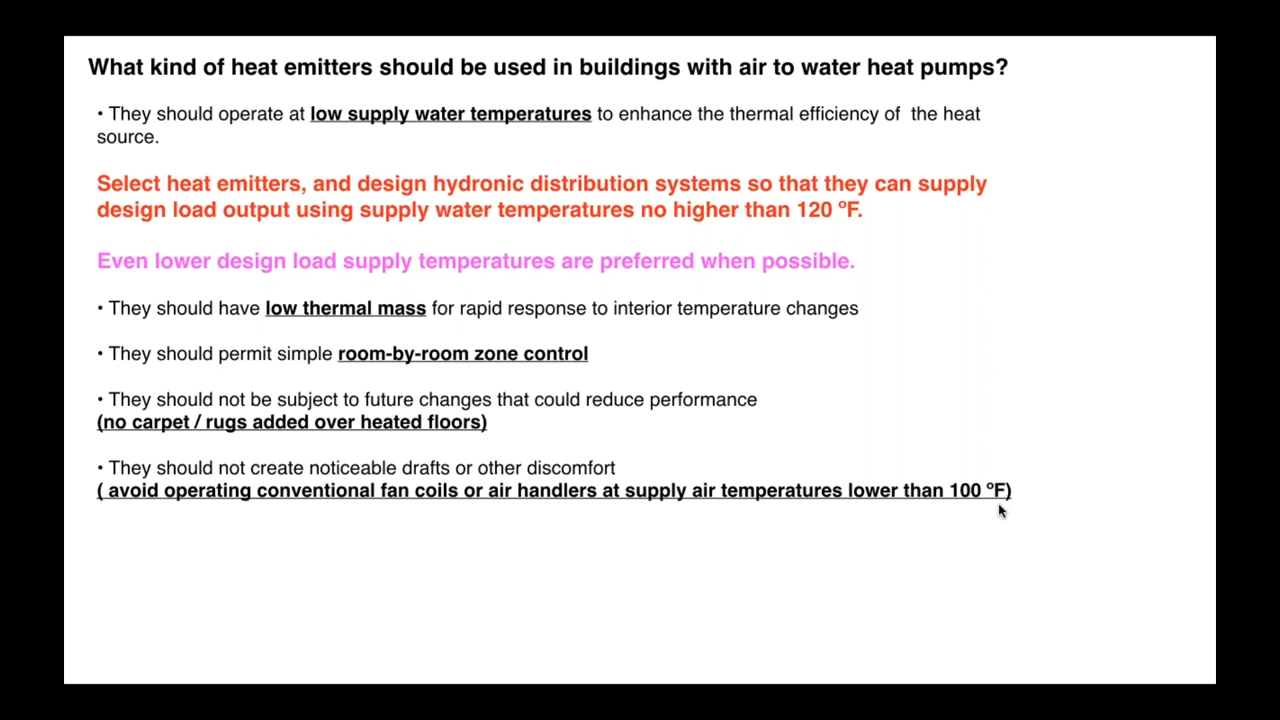 What kind of heat emitters should be used in buildings with air to water heat pumps?
• They should operate at low supply water temperatures to enhance the thermal efficiency of  the heat
source.
Select heat emitters, and design hydronic distribution systems so that they can supply
design load output using supply water temperatures no higher than 120 ºF.
Even lower design load supply temperatures are preferred when possible.
• They should have low thermal mass for rapid response to interior temperature changes
• They should permit simple room-by-room zone control
• They should not be subject to future changes that could reduce performance
(no carpet / rugs added over heated floors)
• They should not create noticeable drafts or other discomfort
( avoid operating conventional fan coils or air handlers at supply air temperatures lower than 100 ºF)